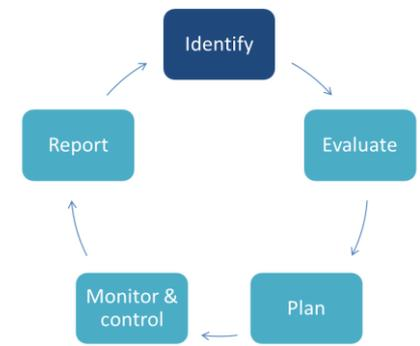 Identify
Evaluate
Plan
Monitor &
control
Report